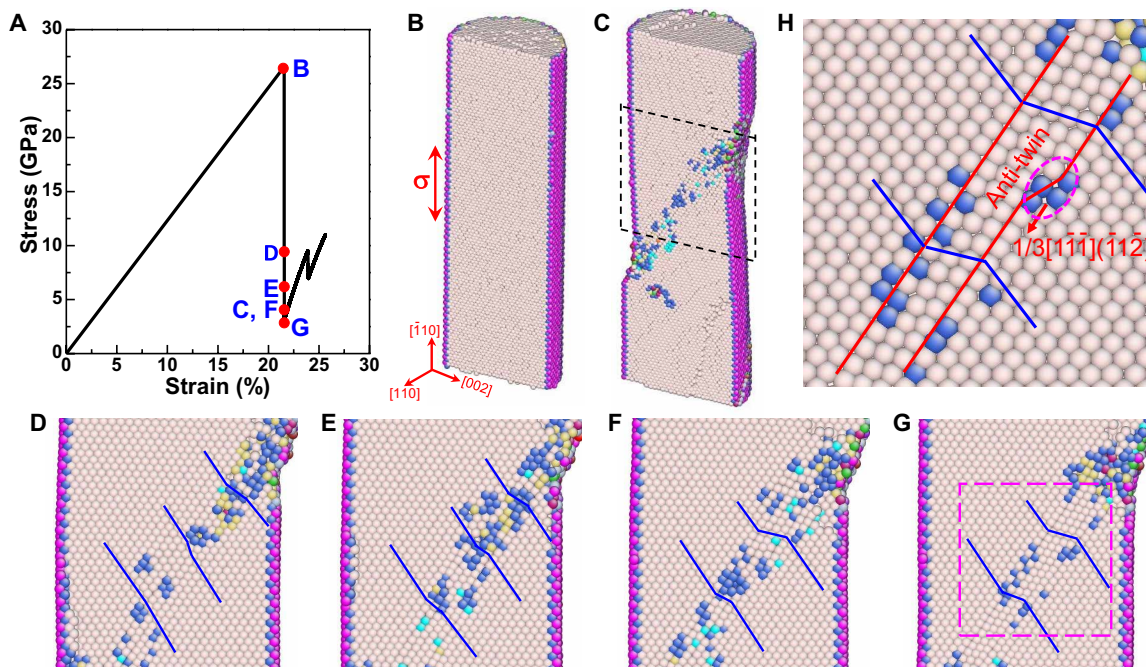 A
B
C
H
30
25
20
15
10
5
0
Stress (GPa)
B
D
E
C, F
G
0 5 10 15 20 25 30
Strain (%)
σ
[1̄10]
[110]
[002]
Anti-twin
1/3[11̄1̄](1̄12̄
D
E
F
G